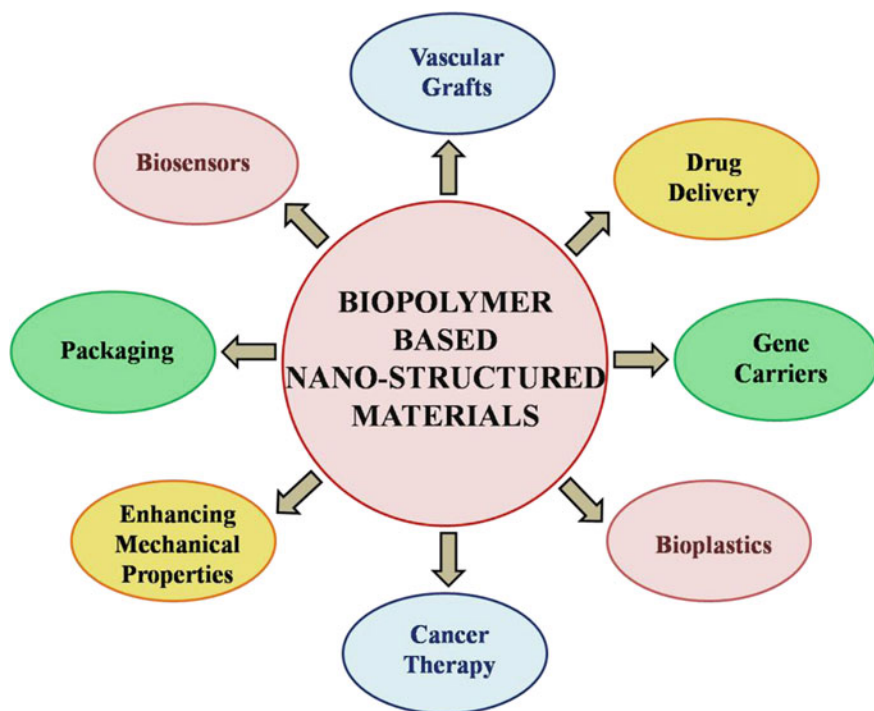 Vascular
Grafts
Biosensors
Drug
Delivery
BIOPOLYMER
BASED
NANO-STRUCTURED
MATERIALS
Packaging
Gene
Carriers
Enhancing
Mechanical
Properties
Bioplastics
Cancer
Therapy